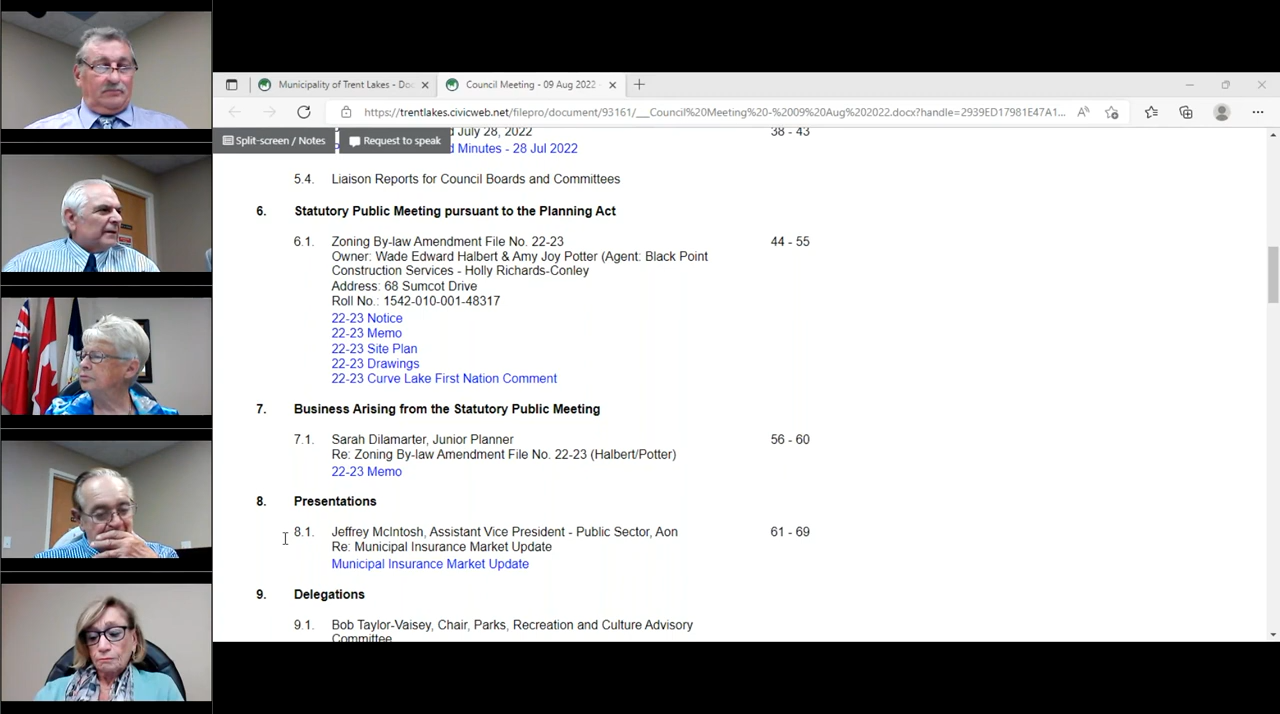 Municipality of Trent Lakes - Doc
Council Meeting - 09 Aug 2022
https://trentlakes.civicweb.net/filepro/document/93161/__Council%20Meeting%20-%2009%20Aug%202022.docx?handle=2939ED17981E47A1...
Split-screen / Notes
Request to speak
d July 28, 2022 38 - 43
d Minutes - 28 Jul 2022
5.4. Liaison Reports for Council Boards and Committees
6. Statutory Public Meeting pursuant to the Planning Act
6.1. Zoning By-law Amendment File No. 22-23 44 - 55
Owner: Wade Edward Halbert & Amy Joy Potter (Agent: Black Point
Construction Services - Holly Richards-Conley
Address: 68 Sumcot Drive
Roll No.: 1542-010-001-48317
22-23 Notice
22-23 Memo
22-23 Site Plan
22-23 Drawings
22-23 Curve Lake First Nation Comment
7. Business Arising from the Statutory Public Meeting
7.1. Sarah Dilamarter, Junior Planner 56 - 60
Re: Zoning By-law Amendment File No. 22-23 (Halbert/Potter)
22-23 Memo
8. Presentations
8.1. Jeffrey McIntosh, Assistant Vice President - Public Sector, Aon 61 - 69
Re: Municipal Insurance Market Update
Municipal Insurance Market Update
9. Delegations
9.1. Bob Taylor-Vaisey, Chair, Parks, Recreation and Culture Advisory
Committee